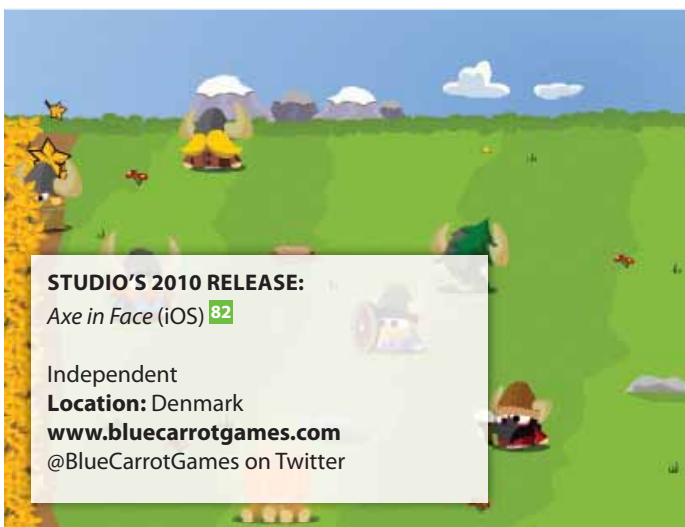 STUDIO’S 2010 RELEASE:
Axe in Face (iOS) 82
Independent
Location: Denmark
www.bluecarrotgames.com
@BlueCarrotGames on Twitter